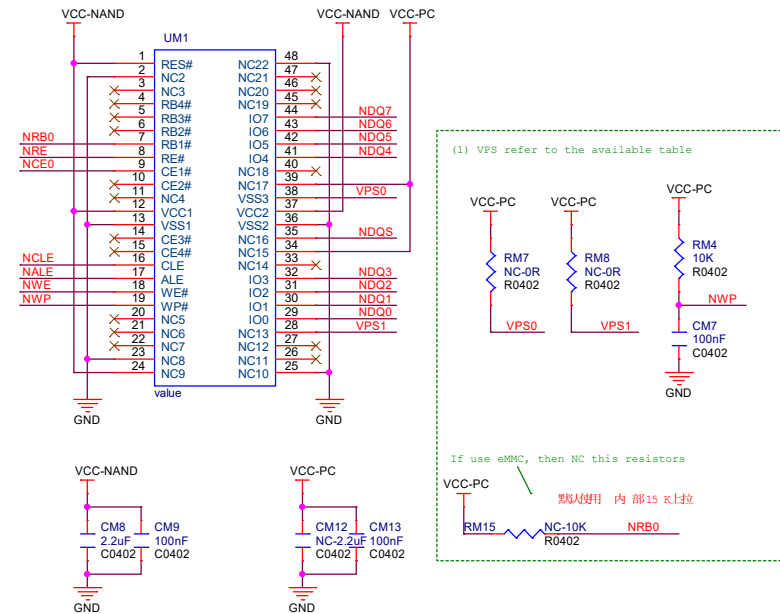 VCC-NAND
VCC-NAND
VCC-PC
UM1
1 RES# NC22 48
2 NC2 NC21 47
3 NC3 NC20 46
4 RB4# NC19 45
5 RB3# IO7 44 NDQ7
6 RB2# IO6 43 NDQ6
NRB0 7 RB1# IO5 42 NDQ5
NRE 8 RE# IO4 41 NDQ4
NCE0 9 CE1# NC18 40
10 CE2# NC17 39
11 NC4 VSS3 38 VPS0
12 VCC1 VCC2 37
13 VSS1 VSS2 36
14 CE3# NC16 35 NDQS
15 CE4# NC15 34
NCLE 16 CLE NC14 33
NALE 17 ALE IO3 32 NDQ3
NWE 18 WE# IO2 31 NDQ2
NWP 19 WP# IO1 30 NDQ1
20 NC5 IO0 29 NDQ0
21 NC6 NC13 28 VPS1
22 NC7 NC12 27
23 NC8 NC11 26
24 NC9 NC10 25
value
GND
GND
(1) VPS refer to the available table
VCC-PC
VCC-PC
VCC-PC
RM7
NC-0R
R0402
RM8
NC-0R
R0402
RM4
10K
R0402
VPS0
VPS1
NWP
CM7
100nF
C0402
GND
If use eMMC, then NC this resistors
VCC-PC
默认使用 内 部15 K上拉
RM15 NC-10K NRB0
R0402
VCC-NAND
CM8
2.2uF
C0402
CM9
100nF
C0402
GND
VCC-PC
CM12
NC-2.2uF
C0402
CM13
100nF
C0402
GND